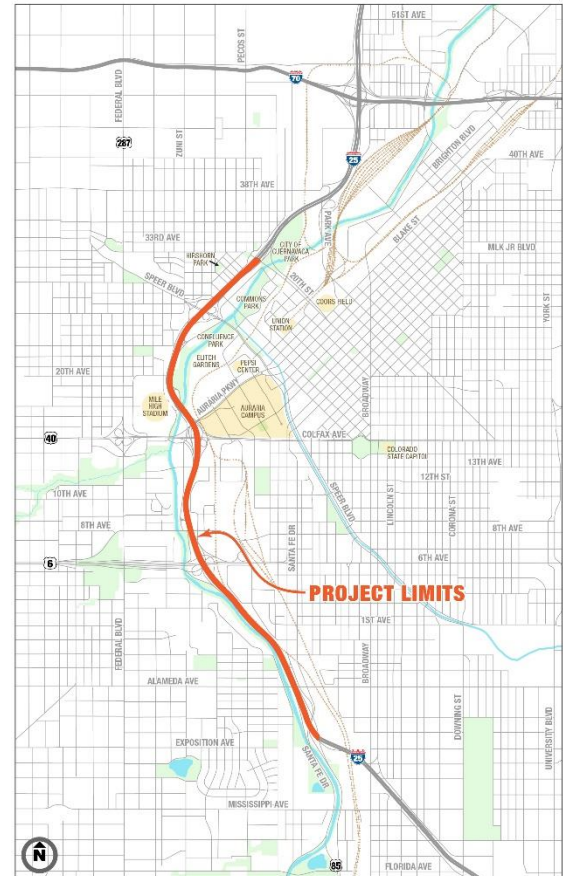 51ST AVE
PECOS ST
FEDERAL BLVD
70
ZUNI ST
287
BRIGHTON BLVD
40TH AVE
25
38TH AVE
PARK AVE
BLAKE ST
33RD AVE
CITY OF
CUERNAVACA
PARK
MLK JR BLVD
HIRSHORN
PARK
20TH ST
SPEER BLVD
COMMONS
PARK
COORS FIELD
YORK ST
UNION
STATION
CONFLUENCE
PARK
ELITCH
GARDENS
PEPSI
CENTER
20TH AVE
BROADWAY
AURARIA PKWY
MILE
HIGH
STADIUM
AURARIA
CAMPUS
40
COLFAX AVE
COLORADO
STATE CAPITOL
13TH AVE
12TH ST
SPEER BLVD
LINCOLN ST
CORONA ST
10TH AVE
8TH AVE
8TH AVE
SANTA FE DR
6TH AVE
6
PROJECT LIMITS
1ST AVE
FEDERAL BLVD
BROADWAY
ALAMEDA AVE
DOWNING ST
UNIVERSITY BLVD
EXPOSITION AVE
25
SANTA FE DR
MISSISSIPPI AVE
N
85
FLORIDA AVE